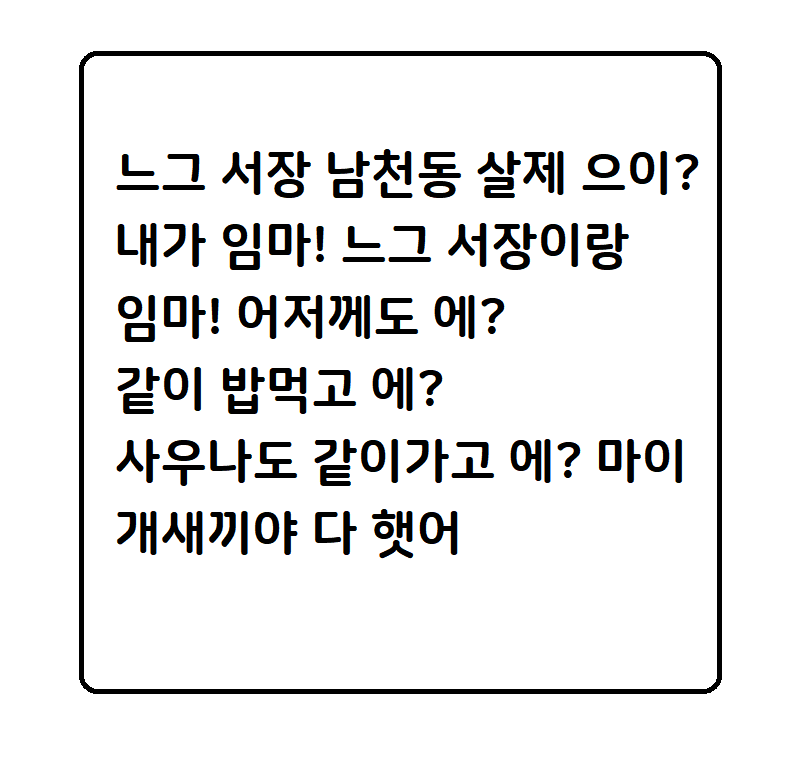 느그 서장 남천동 살제 으이?
내가 임마! 느그 서장이랑
임마! 어저께도 에?
같이 밥먹고 에?
사우나도 같이가고 에? 마이
개새끼야 다 햇어